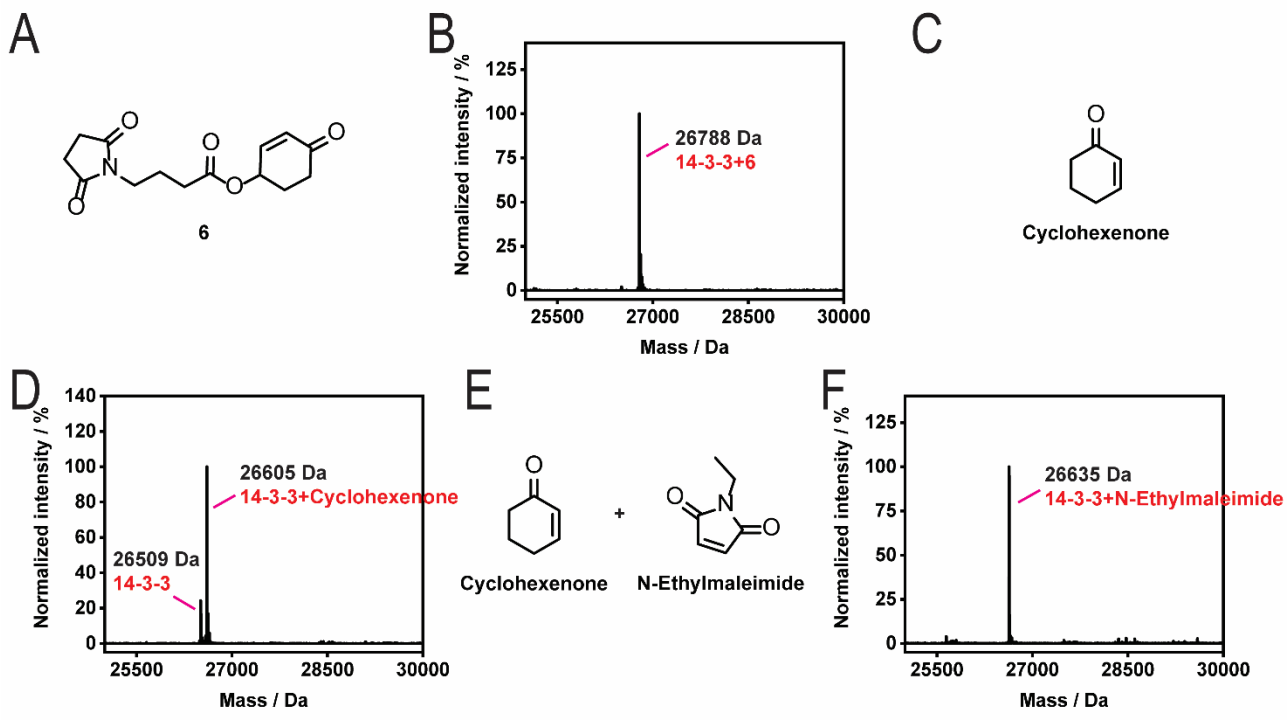 A
O
N
O
O
O
O
6
B
Normalized intensity / %
125
100
75
50
25
0
26788 Da
14-3-3+6
25500 27000 28500 30000
Mass / Da
C
O
Cyclohexenone
D
Normalized intensity / %
140
120
100
80
60
40
20
0
26605 Da
14-3-3+Cyclohexenone
26509 Da
14-3-3
25500 27000 28500 30000
Mass / Da
E
O
Cyclohexenone
+
O
N
O
N-Ethylmaleimide
F
Normalized intensity / %
125
100
75
50
25
0
26635 Da
14-3-3+N-Ethylmaleimide
25500 27000 28500 30000
Mass / Da